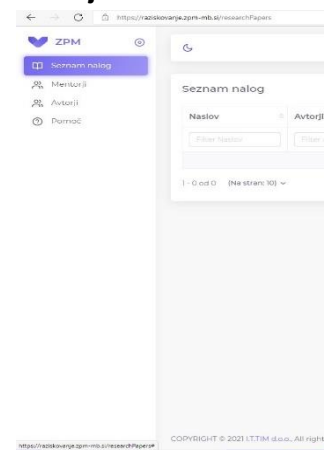 https://raziskovanje.zpm-mb.si/researchPapers
ZPM
Seznam nalog
Mentorji
Avtorji
Pomoč
Seznam nalog
Naslov
Avtorji
Filter Naslov
Filter
1 - 0 od 0 (Na stran: 10)
COPYRIGHT © 2021 I.T.TIM d.o.o., All right
https://raziskovanje.zpm-mb.si/researchPapers#